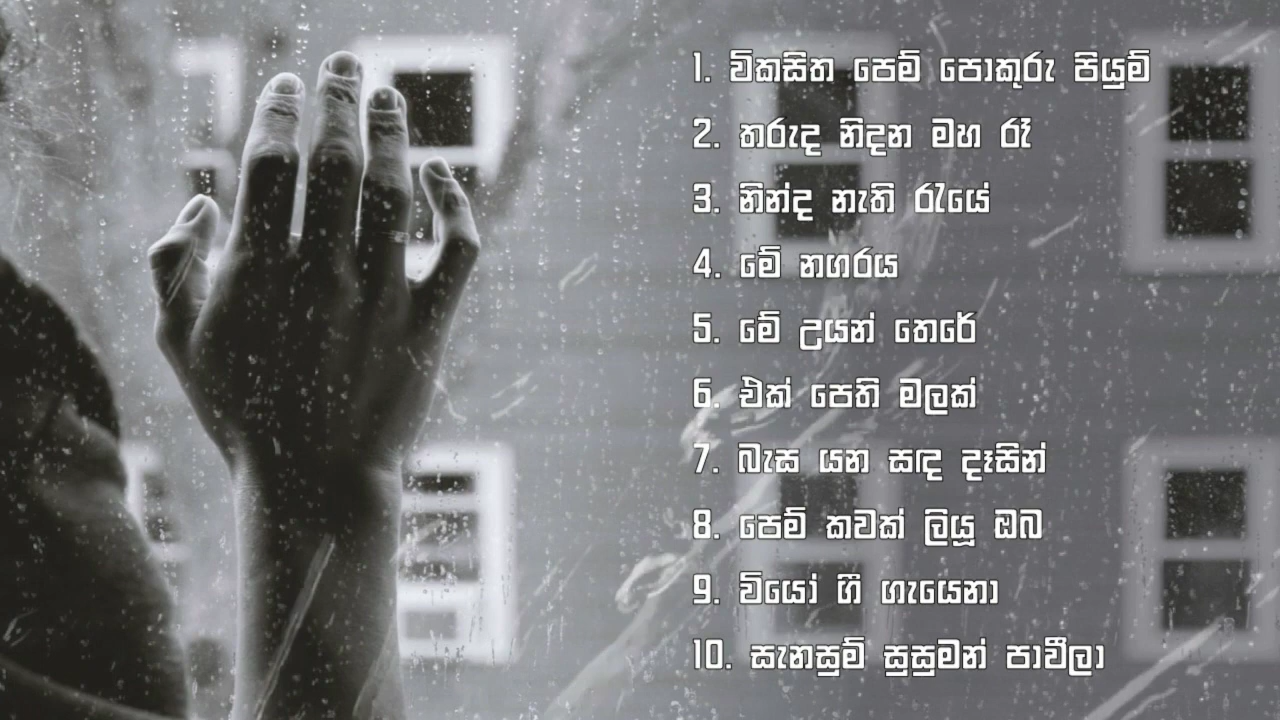 1. විකසිත පෙම් පොකුරු පියුම්
2. තරුද නිදන මහ රෑ
3. නින්ද නැති රැයේ
4. මේ නගරය
5. මේ උයන් තෙරේ
6. එක් පෙති මලක්
7. බැස යන සඳ දෑසින්
8. පෙම් කවක් ලියූ ඔබ
9. වියෝ ගී ගැයෙනා
10. සැනසුම් සුසුමන් පාවීලා